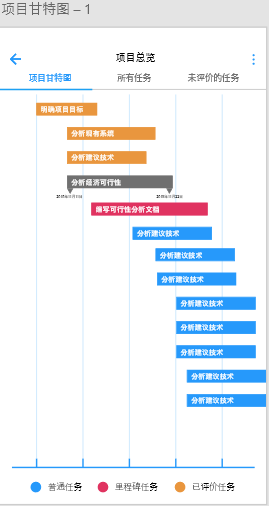 项目甘特图 – 1
项目总览
项目甘特图 所有任务 未评价的任务
明确项目目标
分析现有系统
分析建议技术
分析经济可行性
编写可行性分析文档
分析建议技术
分析建议技术
分析建议技术
分析建议技术
分析建议技术
分析建议技术
分析建议技术
分析建议技术
普通任务 里程碑任务 已评价任务